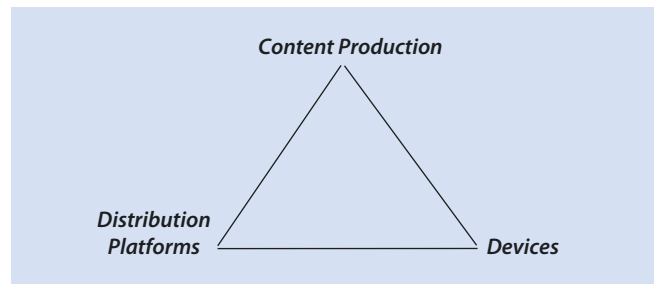 Content Production
Distribution
Platforms
Devices